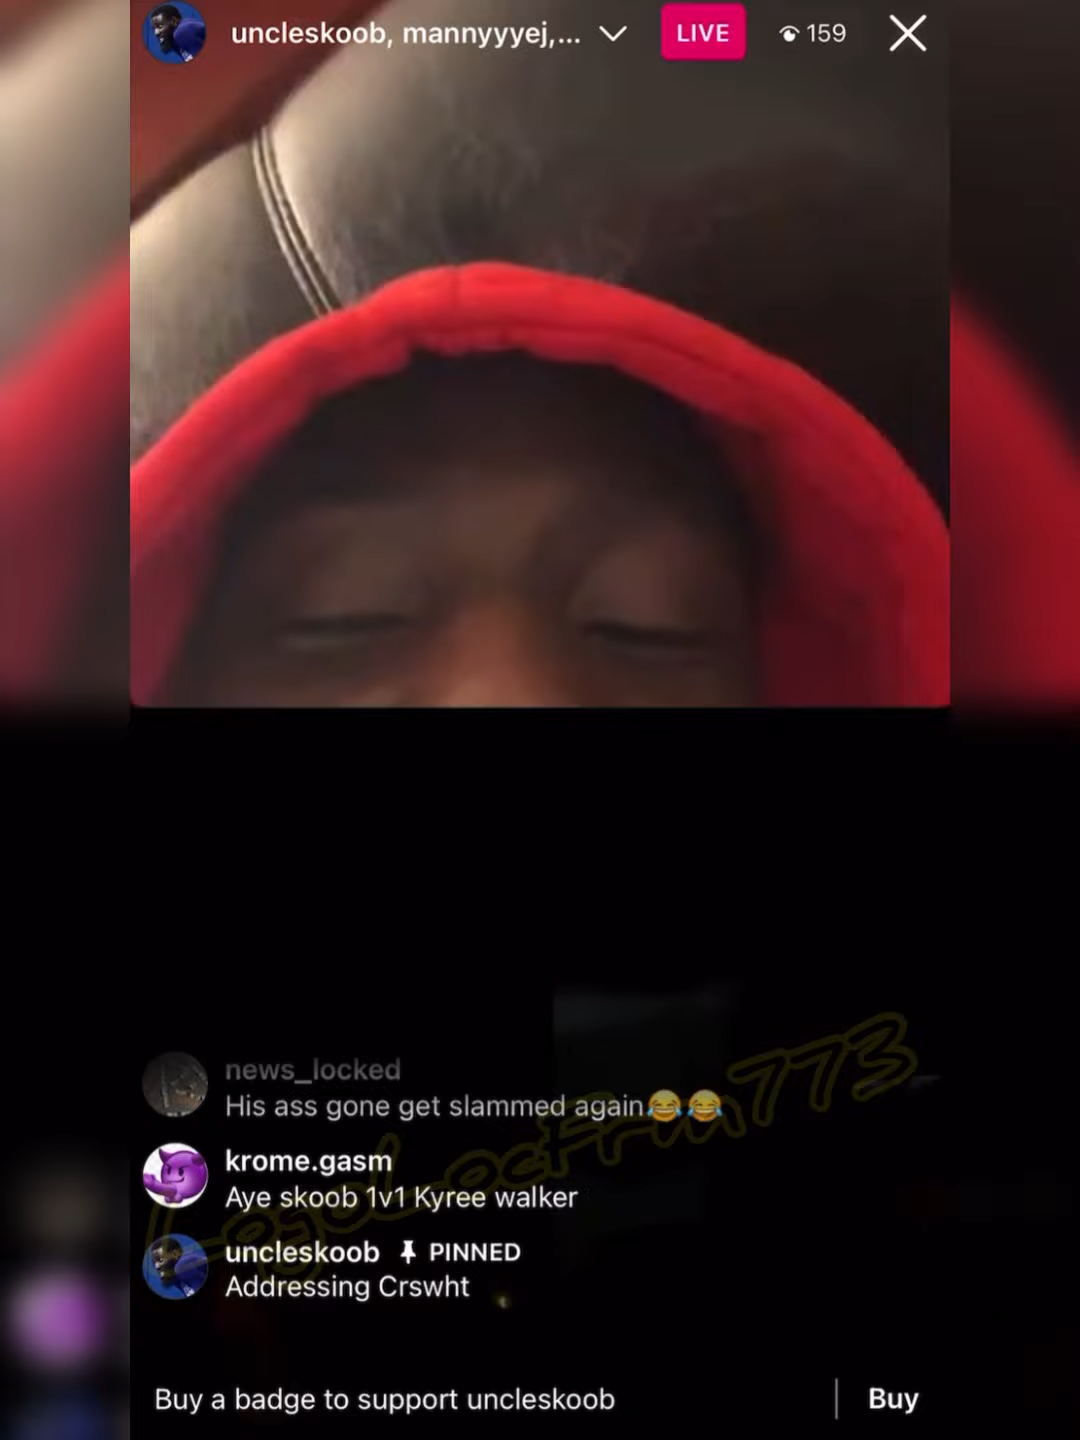 uncleskoob, mannyyyej,...
LIVE
159
news_locked
His ass gone get slammed again😂😂
krome.gasm
Aye skoob 1v1 Kyree walker
uncleskoob PINNED
Addressing Crswht
LogoLocFrm773
Buy a badge to support uncleskoob
Buy